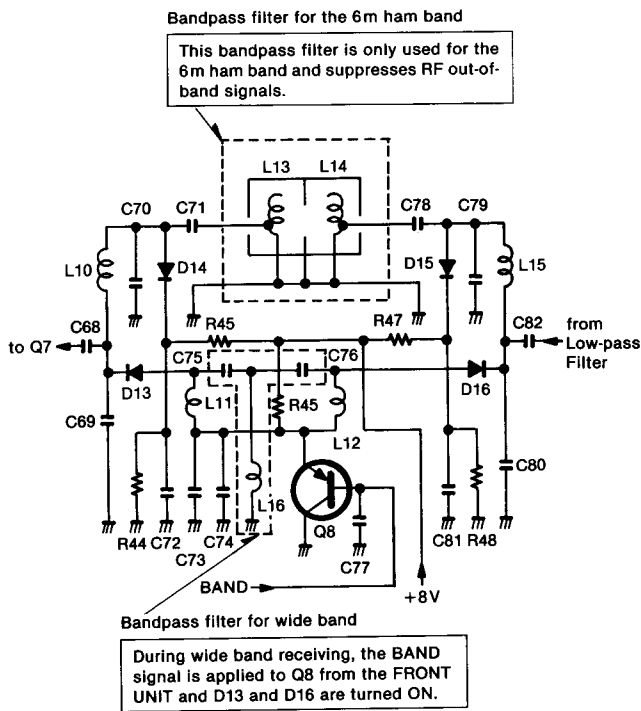 Bandpass filter for the 6m ham band
This bandpass filter is only used for the
6m ham band and suppresses RF out-of-
band signals.
L13 L14
C70 C71 C78 C79
L10 D14 D15 L15
C68 R45 R47 C82 from
to Q7 Low-pass
Filter
C75 C76
D13 L11 R45 D16
C69 L12
L16 C80
R44 C72 C74 Q8 C81 R48
C73 C77
BAND +8V
Bandpass filter for wide band
During wide band receiving, the BAND
signal is applied to Q8 from the FRONT
UNIT and D13 and D16 are turned ON.